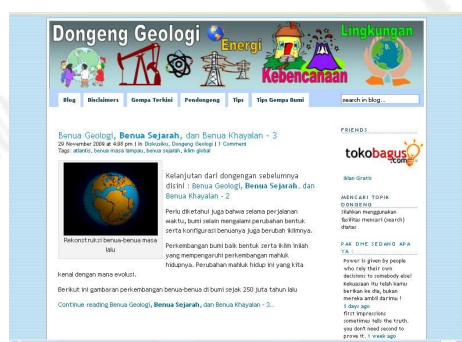 Dongeng Geologi
Energi
Lingkungan
Kebencanaan
Blog Disclaimers Gempa Terkini Pendongeng Tips Tips Gempa Bumi
search in blog...
Benua Geologi, Benua Sejarah, dan Benua Khayalan - 3
29 November 2009 at 4:08 pm | In Diskusiku, Dongeng Geologi | 1 Comment
Tags: atlantis, benua masa lampau, benua sejarah, iklim global
Rekonstruksi benua-benua masa
lalu
Kelanjutan dari dongengan sebelumnya
disini : Benua Geologi, Benua Sejarah, dan
Benua Khayalan - 2
Perlu diketahui juga bahwa selama perjalanan
waktu, bumi selain mengalami perubahan bentuk
serta konfigurasi benuanya juga berubah iklimnya.
Perkembangan bumi baik bentuk serta iklim inilah
yang mempengaruhi perkembangan mahluk
hidupnya. Perubahan mahluk hidup ini yang kita
kenal dengan mana evolusi.
Berikut ini gambaran perkembangan benua-benua di bumi sejak 250 juta tahun lalu
Continue reading Benua Geologi, Benua Sejarah, dan Benua Khayalan - 3...
FRIENDS
tokobagus.com
Iklan Gratis
MENCARI TOPIK
DONGENG
Silahkan menggunakan
fasilitas mencari (search)
diatas
PAK DHE SEDANG APA
YA :
Power is given by people
who rely their own
decisions to somebody else!
Kekuasaan itu telah kamu
berikan ke dia, bukan
mereka ambil darimu !
5 days ago
first impressions
sometimes tells the truth.
you don't need second to
prove it. 1 week ago